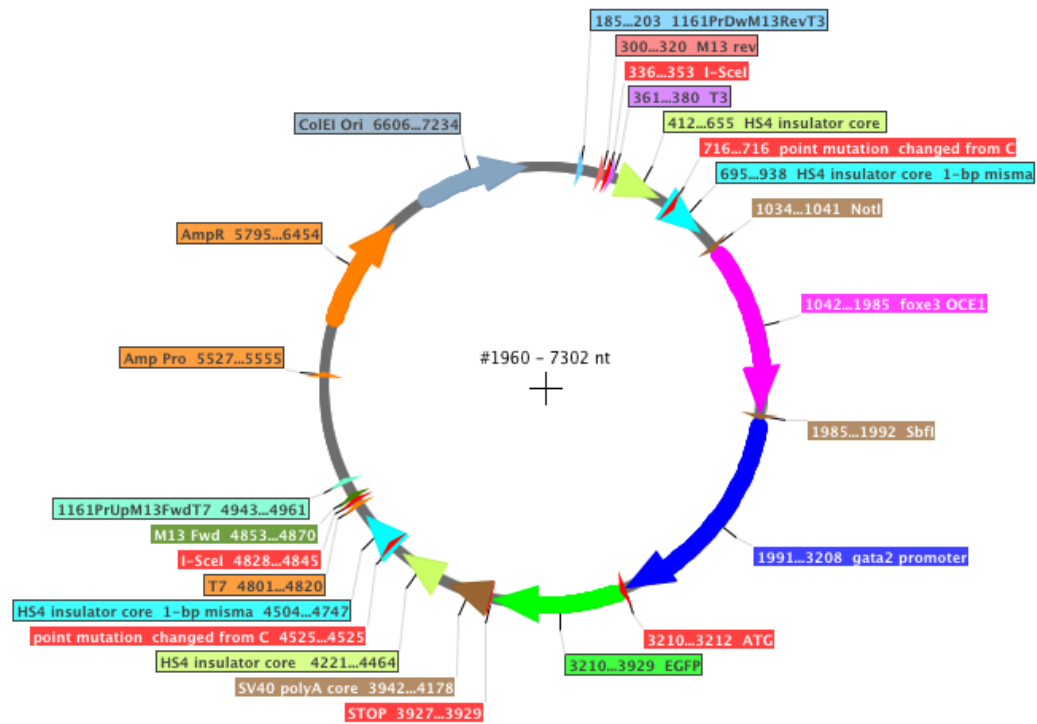 185...203 1161PrDwM13RevT3
300...320 M13 rev
336...353 I-SceI
361...380 T3
ColEI Ori 6606...7234
412...655 HS4 insulator core
716...716 point mutation changed from C
695...938 HS4 insulator core 1-bp misma
1034...1041 NotI
AmpR 5795...6454
1042...1985 foxe3 OCE1
Amp Pro 5527...5555
#1960 - 7302 nt
1985...1992 SbfI
1161PrUpM13FwdT7 4943...4961
M13 Fwd 4853...4870
I-SceI 4828...4845
1991...3208 gata2 promoter
T7 4801...4820
HS4 insulator core 1-bp misma 4504...4747
point mutation changed from C 4525...4525
3210...3212 ATG
HS4 insulator core 4221...4464
3210...3929 EGFP
SV40 polyA core 3942...4178
STOP 3927...3929